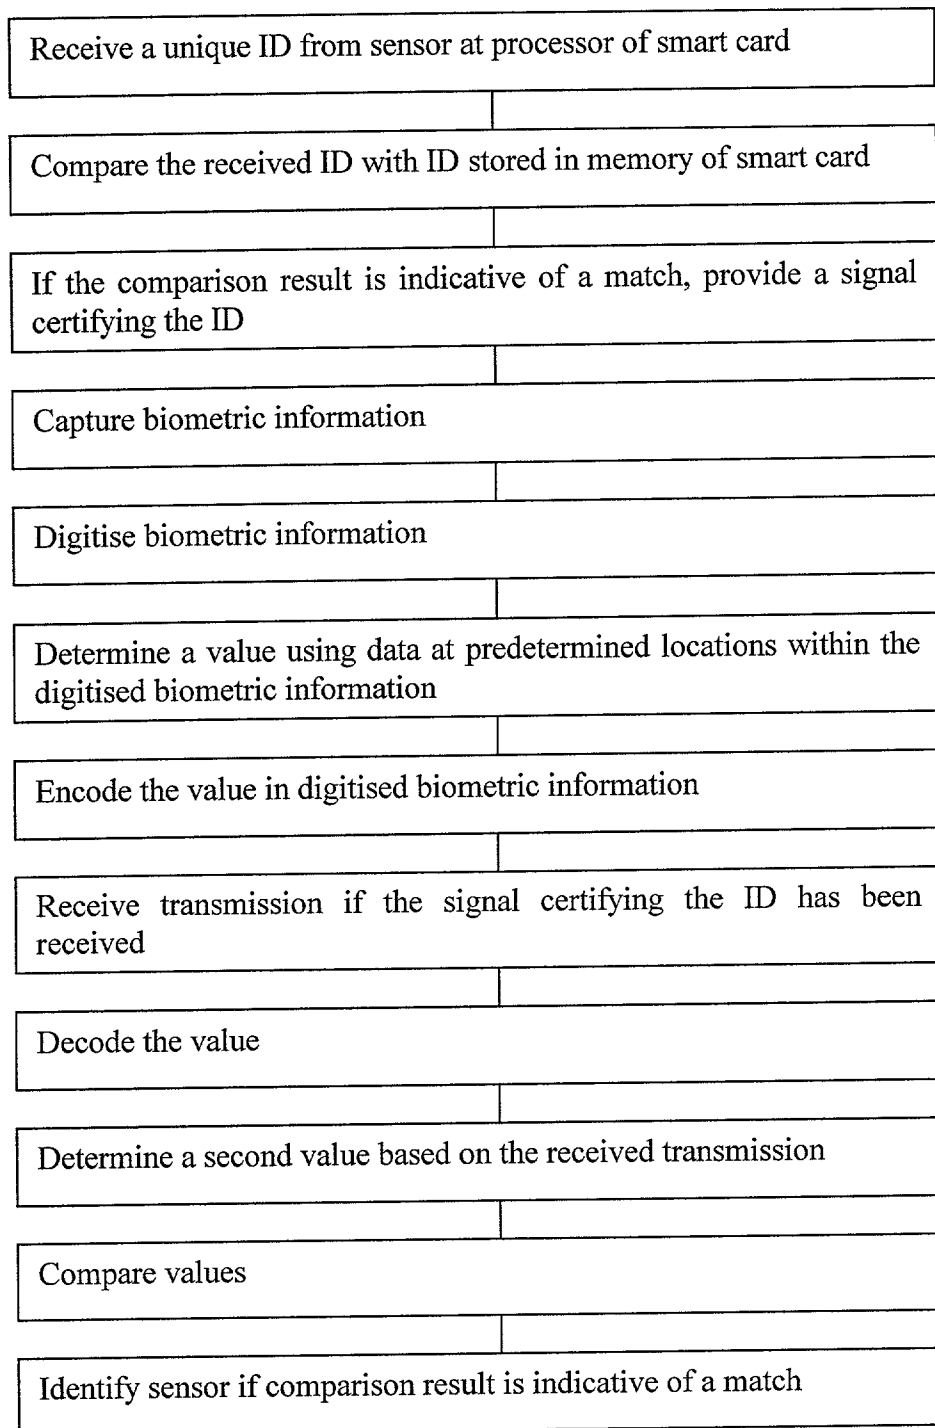 Receive a unique ID from sensor at processor of smart card
Compare the received ID with ID stored in memory of smart card
If the comparison result is indicative of a match, provide a signal
certifying the ID
Capture biometric information
Digitise biometric information
Determine a value using data at predetermined locations within the
digitised biometric information
Encode the value in digitised biometric information
Receive transmission if the signal certifying the ID has been
received
Decode the value
Determine a second value based on the received transmission
Compare values
Identify sensor if comparison result is indicative of a match